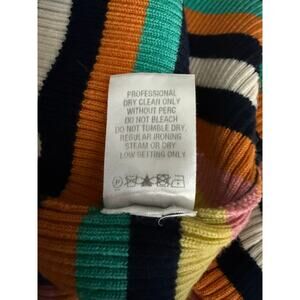 PROFESSIONAL
DRY CLEAN ONLY
WITHOUT PERC
DO NOT BLEACH
DO NOT TUMBLE DRY
REGULAR IRONING
STEAM OR DRY
LOW SETTING ONLY